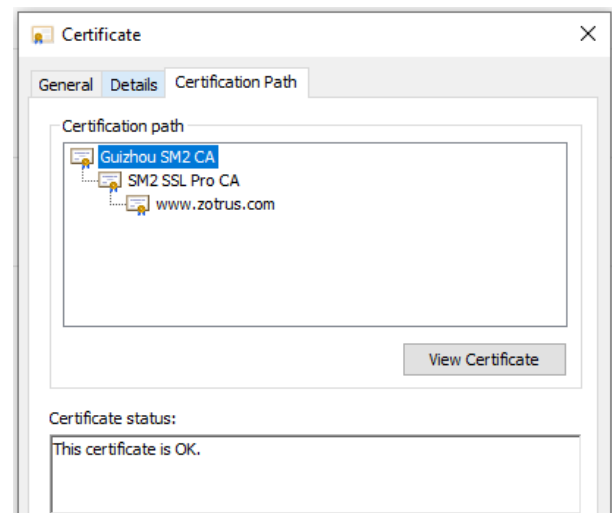 Certificate
General Details Certification Path
Certification path
Guizhou SM2 CA
SM2 SSL Pro CA
www.zotrus.com
View Certificate
Certificate status:
This certificate is OK.